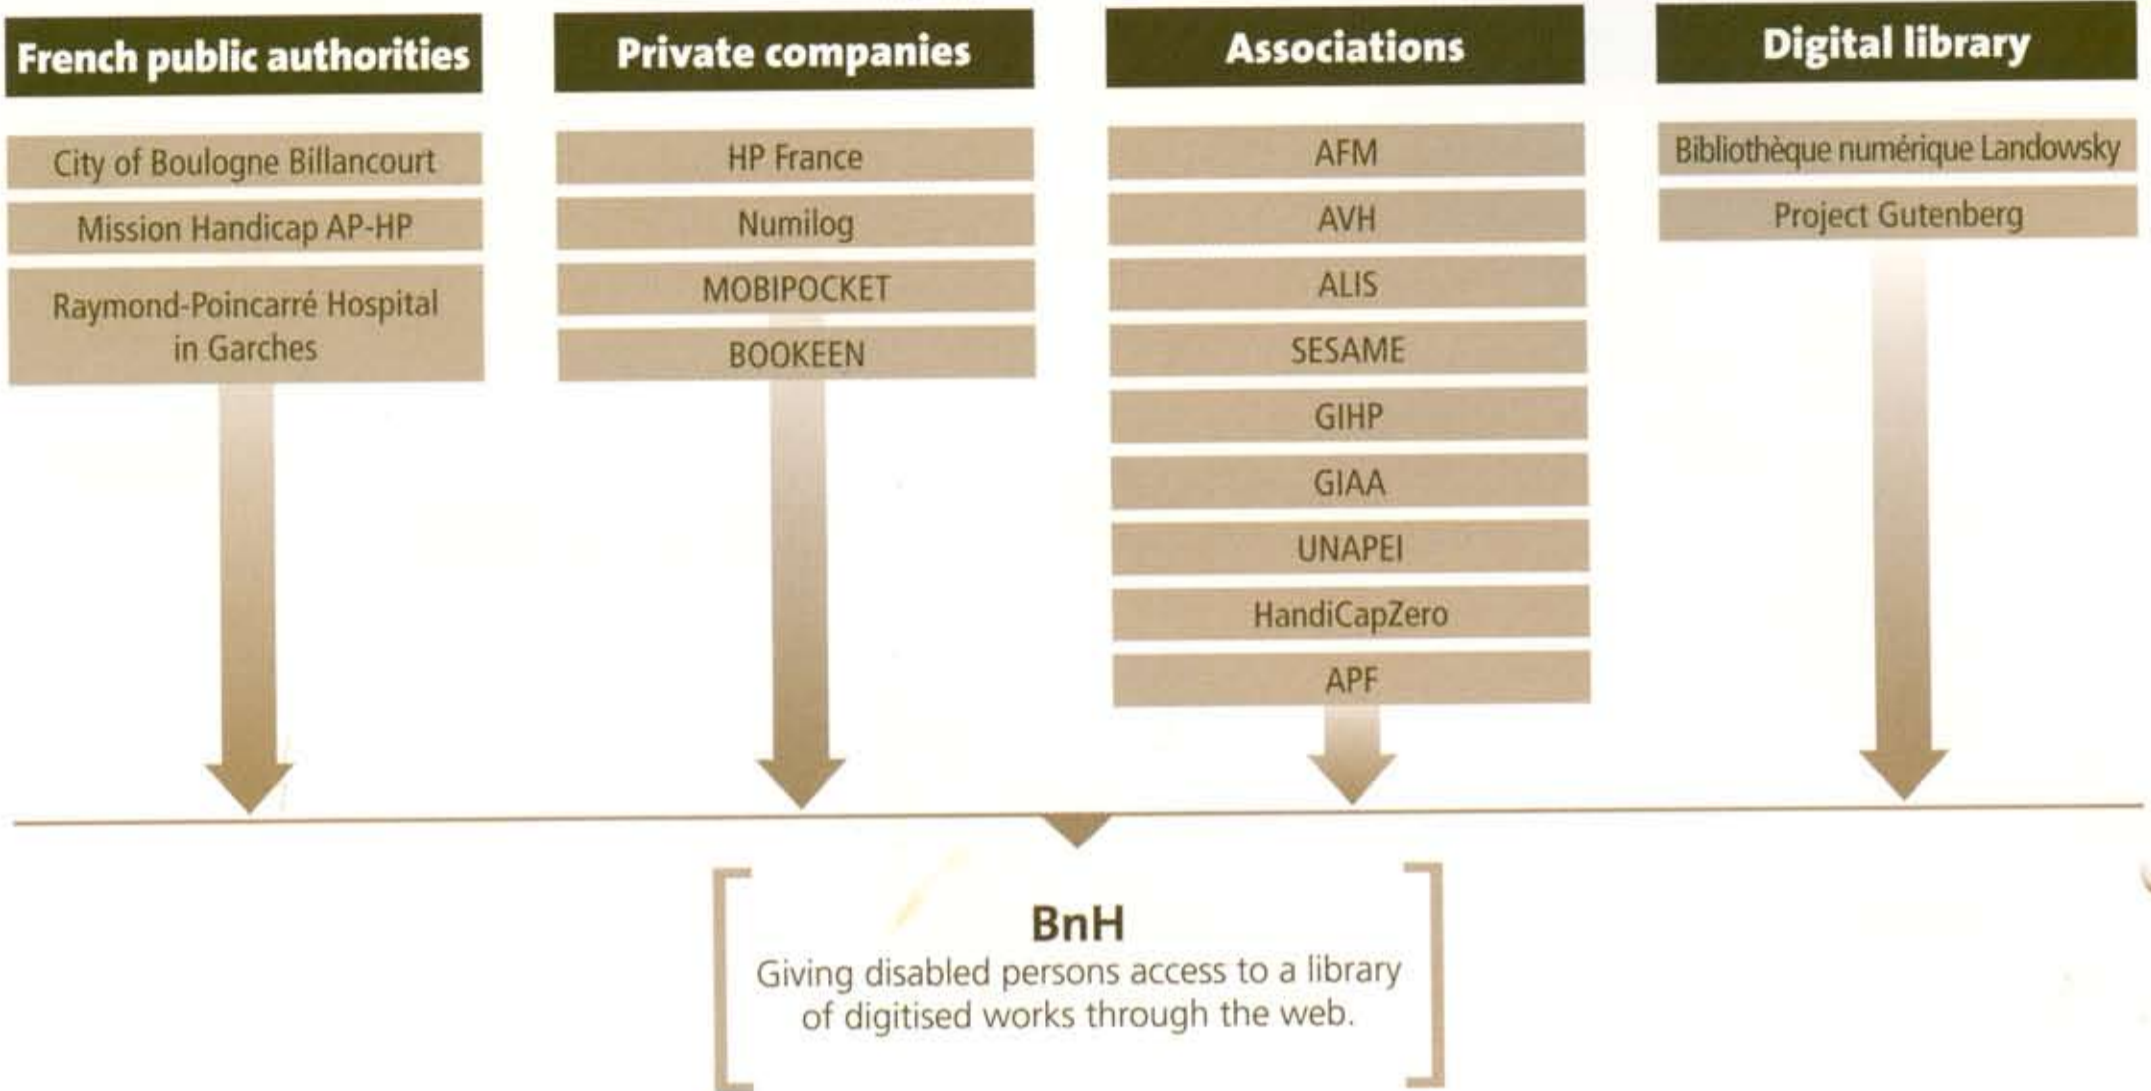 French public authorities
City of Boulogne Billancourt
Mission Handicap AP-HP
Raymond-Poincarré Hospital
in Garches
Private companies
HP France
Numilog
MOBIPOCKET
BOOKEEN
Associations
AFM
AVH
ALIS
SESAME
GIHP
GIAA
UNAPEI
HandiCapZero
APF
Digital library
Bibliothèque numérique Landowsky
Project Gutenberg
BnH
Giving disabled persons access to a library
of digitised works through the web.